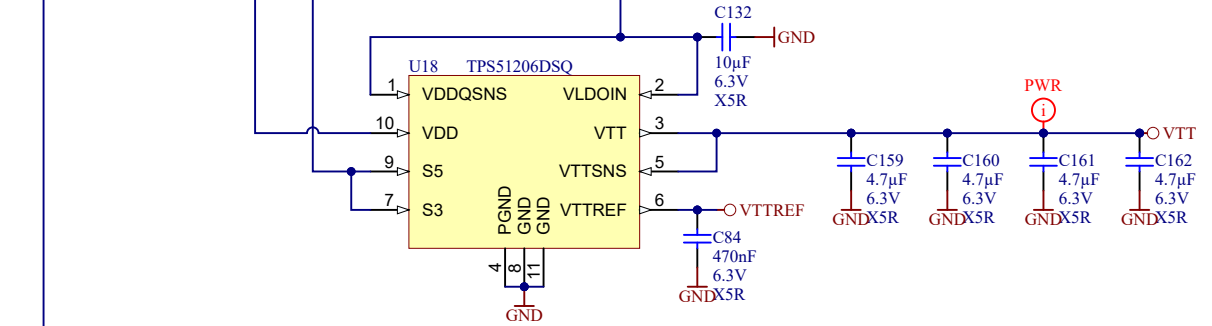 C132
GND
10µF
6.3V
X5R
U18 TPS51206DSQ
1 VDDQSNS VLDOIN 2
PWR
i
10 VDD VTT 3 VTT
9 S5 VTTSNS 5
C159 C160 C161 C162
4.7µF 4.7µF 4.7µF 4.7µF
6.3V 6.3V 6.3V 6.3V
GND X5R GND X5R GND X5R GND X5R
7 S3 VTTREF 6 VTTREF
PGND GND GND
C84
470nF
6.3V
GND X5R
4 8 11
GND